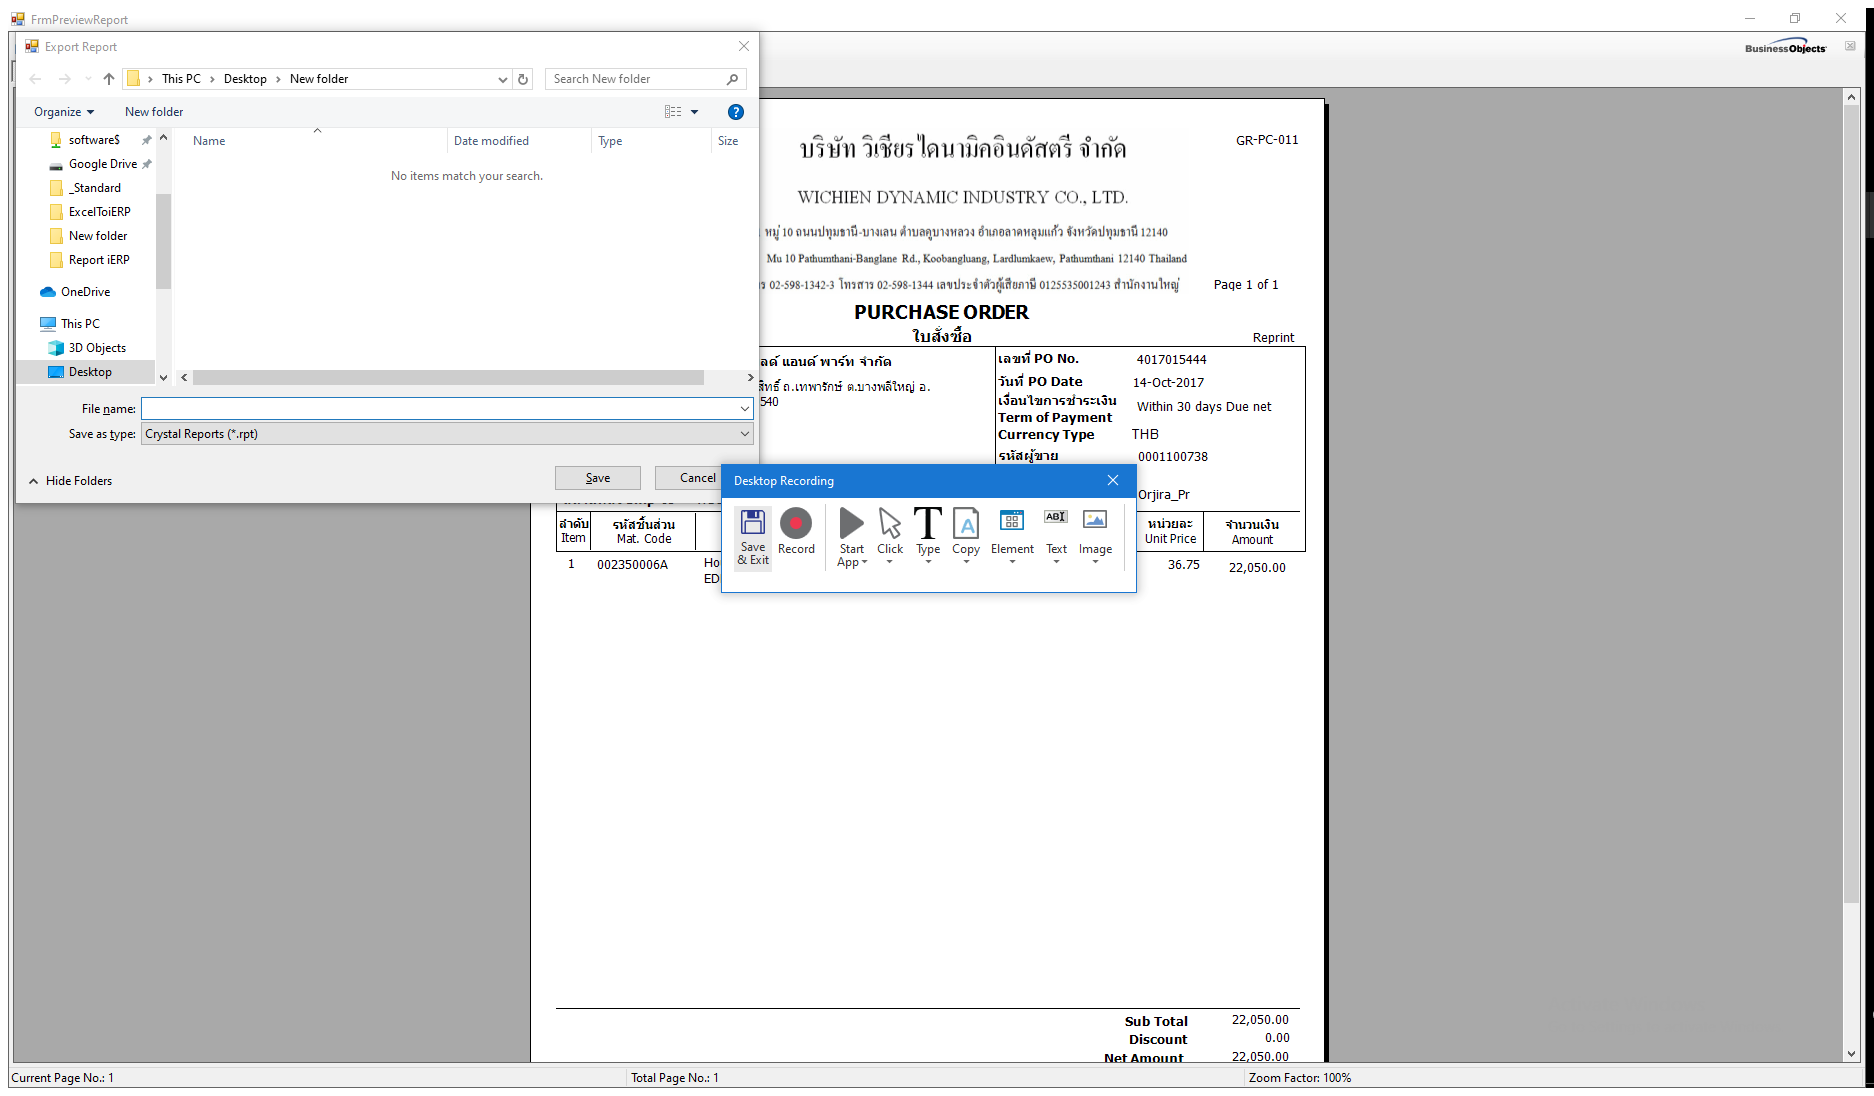 FrmPreviewReport
BusinessObjects
Export Report
This PC > Desktop > New folder
Search New folder
Organize
New folder
software$
Google Drive
_Standard
ExcelToiERP
New folder
Report iERP
OneDrive
This PC
3D Objects
Desktop
Name
Date modified
Type
Size
No items match your search.
File name:
Save as type: Crystal Reports (*.rpt)
Hide Folders
Save
Cancel
บริษัท วิเชียรไดนามิคอินดัสตรี จำกัด
GR-PC-011
WICHIEN DYNAMIC INDUSTRY CO., LTD.
หมู่ 10 ถนนปทุมธานี-บางเลน ตำบลคูบางหลวง อำเภอลาดหลุมแก้ว จังหวัดปทุมธานี 12140
Mu 10 Pathumthani-Banglane Rd., Koobangluang, Lardlumkaew, Pathumthani 12140 Thailand
02-598-1342-3 โทรสาร 02-598-1344 เลขประจำตัวผู้เสียภาษี 0125535001243 สำนักงานใหญ่
Page 1 of 1
PURCHASE ORDER
ใบสั่งซื้อ
Reprint
ลด์ แอนด์ พาร์ท จำกัด
สิทธิ์ ถ.เทพารักษ์ ต.บางพลีใหญ่ อ.
540
เลขที่ PO No. 4017015444
วันที่ PO Date 14-Oct-2017
เงื่อนไขการชำระเงิน
Term of Payment Within 30 days Due net
Currency Type THB
รหัสผู้ขาย 0001100738
Orjira_Pr
Desktop Recording
Save & Exit
Record
Start App
Click
Type
Copy
Element
Text
Image
ลำดับ
Item
รหัสชิ้นส่วน
Mat. Code
หน่วยละ
Unit Price
จำนวนเงิน
Amount
1 002350006A Ho 36.75 22,050.00
ED
Sub Total 22,050.00
Discount 0.00
Net Amount 22,050.00
Current Page No.: 1
Total Page No.: 1
Zoom Factor: 100%